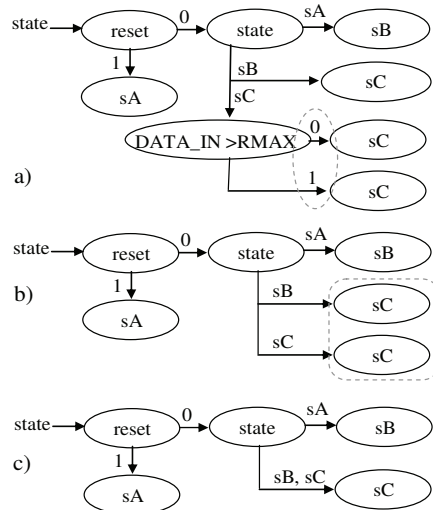 state reset 0 state sA sB
1 sB sC
sA sC
DATA_IN >RMAX 0 sC
1 sC
a)
state reset 0 state sA sB
1 sB sC
b)
sA sC sC
state reset 0 state sA sB
c) 1 sB, sC sC
sA